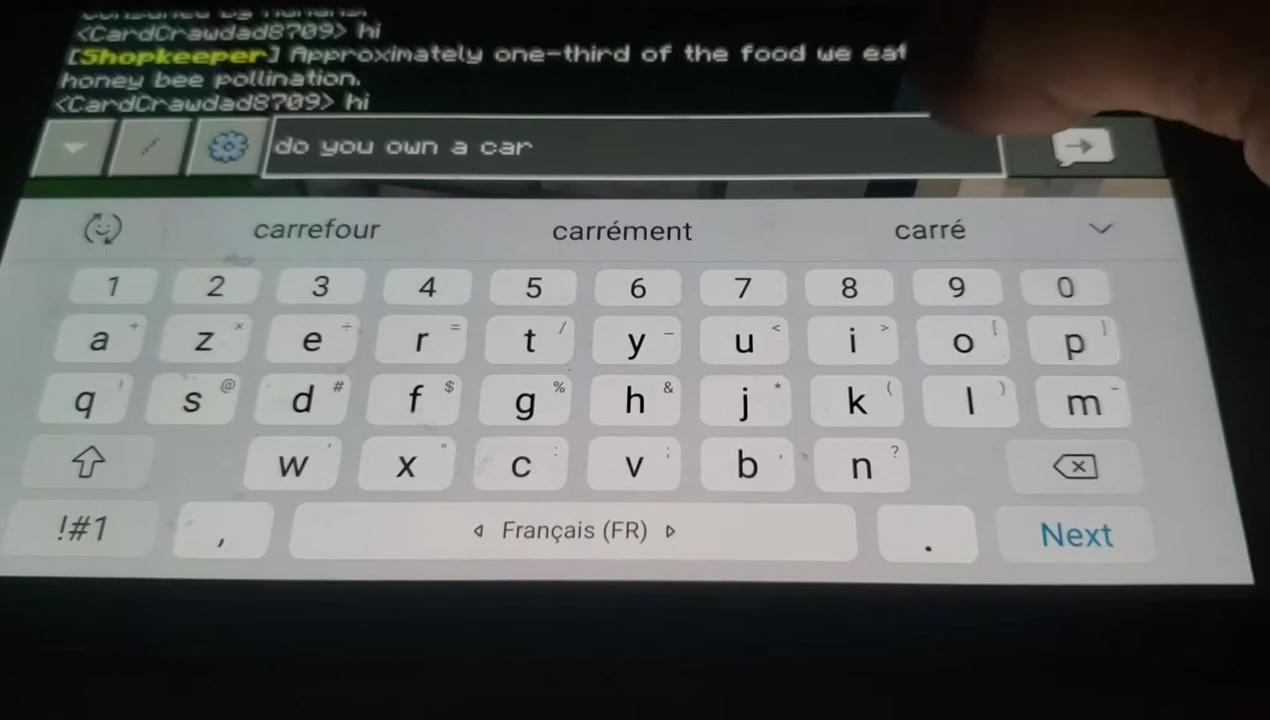 <CardCrawdad8709> hi
[Shopkeeper] Approximately one-third of the food we eat
honey bee pollination.
<CardCrawdad8709> hi
do you own a car
carrefour carrément carré
1 2 3 4 5 6 7 8 9 0
a + z × e ÷ r = t / y _ u < i > o [ p ]
q ! s @ d # f $ g % h & j * k ( l ) m -
w ' x " c : v ; b , n ?
!#1 , Français (FR) . Next